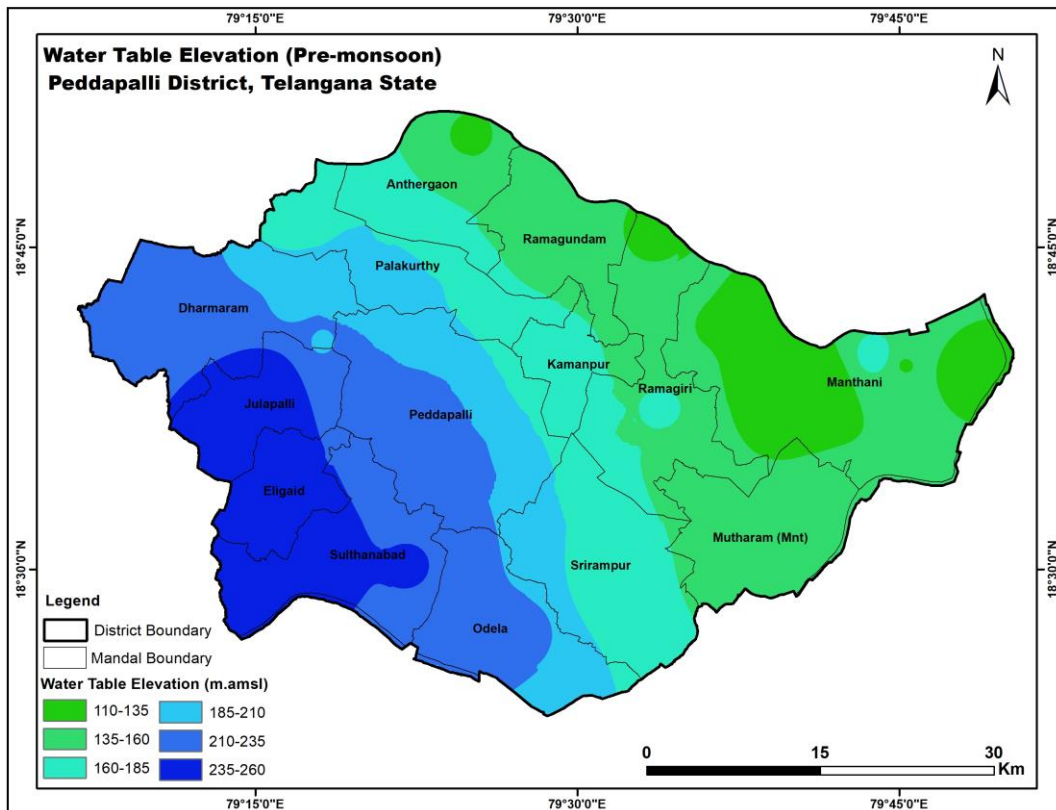 79°15'0"E 79°30'0"E 79°45'0"E
Water Table Elevation (Pre-monsoon)
Peddapalli District, Telangana State
N
Anthergaon
Ramagundam
18°45'0"N 18°45'0"N
Palakurthy
Dharmaram
Kamanpur
Ramagiri
Manthani
Julapalli
Peddapalli
Eligaid
Mutharam (Mnt)
Sulthanabad
Srirampur
18°30'0"N 18°30'0"N
Odela
Legend
District Boundary
Mandal Boundary
Water Table Elevation (m.amsl)
110-135 185-210
135-160 210-235
160-185 235-260
0 15 30
Km
79°15'0"E 79°30'0"E 79°45'0"E